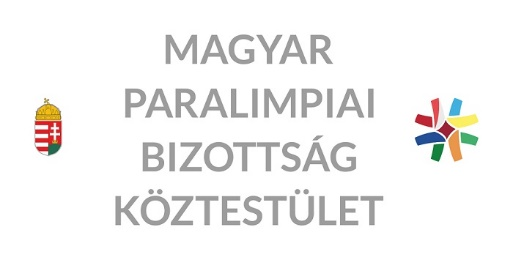 MAGYAR
PARALIMPIAI
BIZOTTSÁG
KÖZTESTÜLET